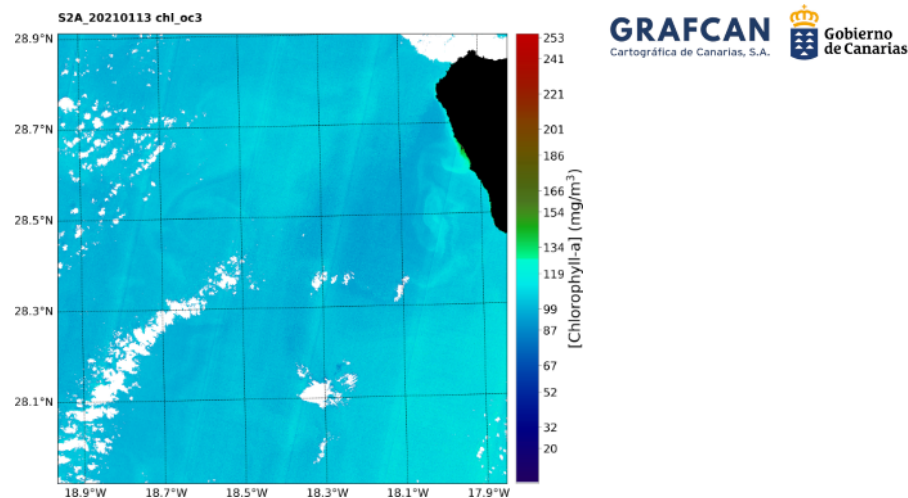 S2A_20210113 chl_oc3
GRAFCAN
Cartográfica de Canarias, S.A.
Gobierno
de Canarias
28.9°N
28.7°N
28.5°N
28.3°N
28.1°N
18.9°W
18.7°W
18.5°W
18.3°W
18.1°W
17.9°W
253
241
221
201
186
166
154
134
119
99
87
67
52
32
20
[Chlorophyll-a] (mg/m³)